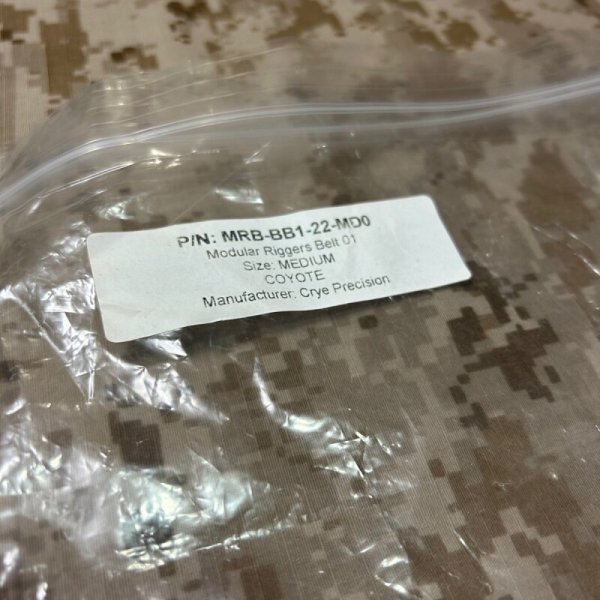 P/N: MRB-BB1-22-MD0
Modular Riggers Belt 01
Size: MEDIUM
COYOTE
Manufacturer: Crye Precision